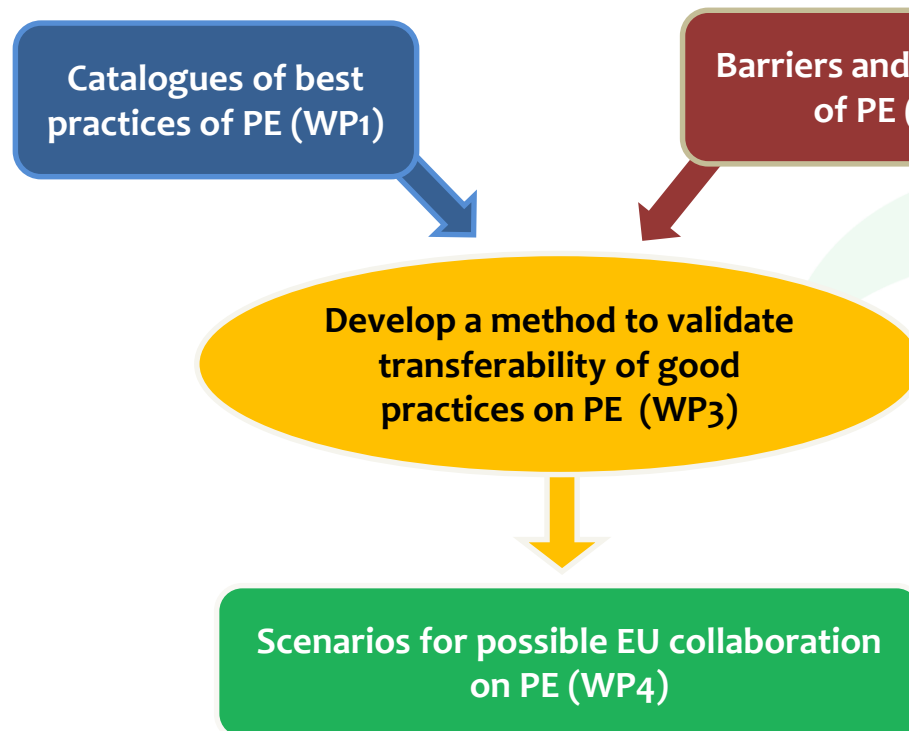 Catalogues of best
practices of PE (WP1)
Barriers and
of PE (
Develop a method to validate
transferability of good
practices on PE (WP3)
Scenarios for possible EU collaboration
on PE (WP4)